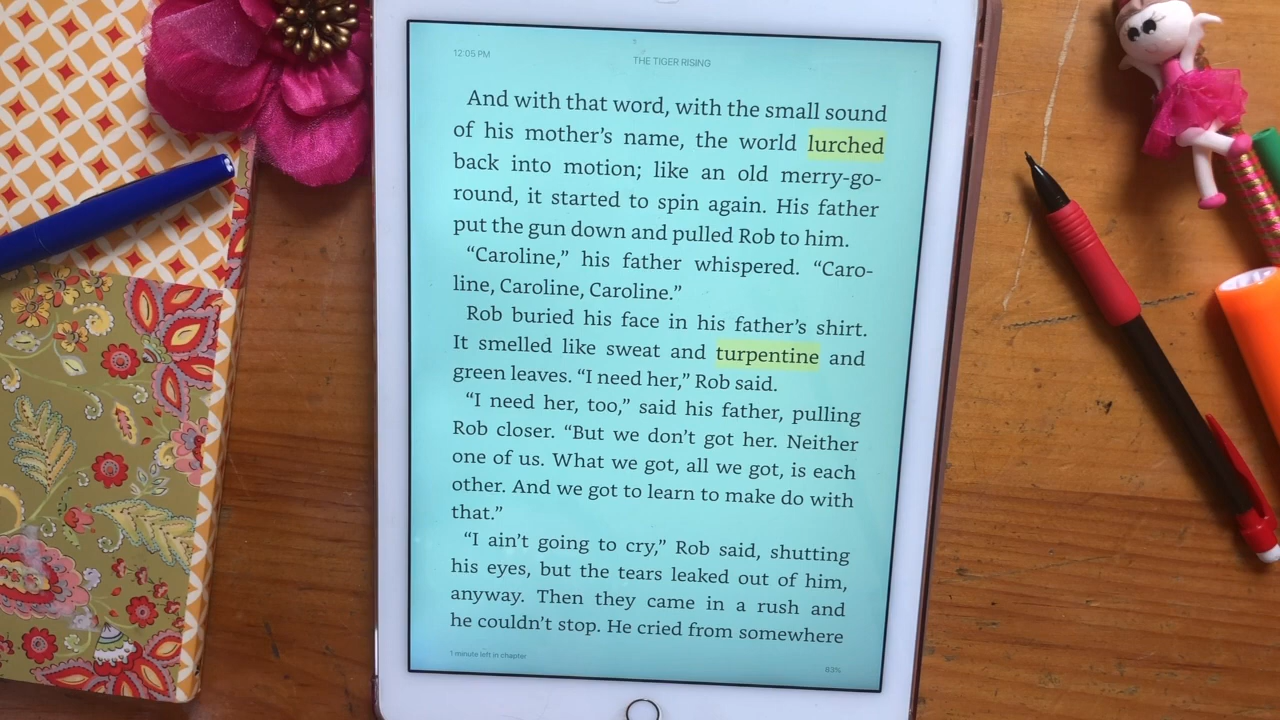 12:05 PM
THE TIGER RISING
And with that word, with the small sound
of his mother's name, the world lurched
back into motion; like an old merry-go-
round, it started to spin again. His father
put the gun down and pulled Rob to him.
“Caroline,” his father whispered. “Caro-
line, Caroline, Caroline.”
Rob buried his face in his father's shirt.
It smelled like sweat and turpentine and
green leaves. “I need her,” Rob said.
“I need her, too,” said his father, pulling
Rob closer. “But we don't got her. Neither
one of us. What we got, all we got, is each
other. And we got to learn to make do with
that.”
“I ain't going to cry,” Rob said, shutting
his eyes, but the tears leaked out of him,
anyway. Then they came in a rush and
he couldn't stop. He cried from somewhere
1 minute left in chapter
83%